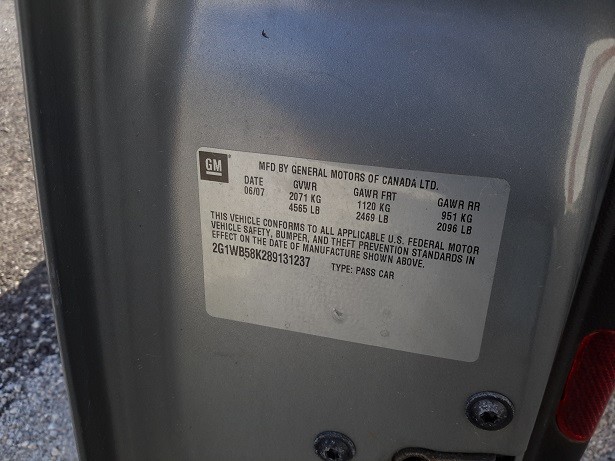 GM MFD BY GENERAL MOTORS OF CANADA LTD.
DATE GVWR GAWR FRT GAWR RR
06/07 2071 KG 1120 KG 951 KG
4565 LB 2469 LB 2096 LB
THIS VEHICLE CONFORMS TO ALL APPLICABLE U.S. FEDERAL MOTOR
VEHICLE SAFETY, BUMPER, AND THEFT PREVENTION STANDARDS IN
EFFECT ON THE DATE OF MANUFACTURE SHOWN ABOVE.
2G1WB58K289131237 TYPE: PASS CAR